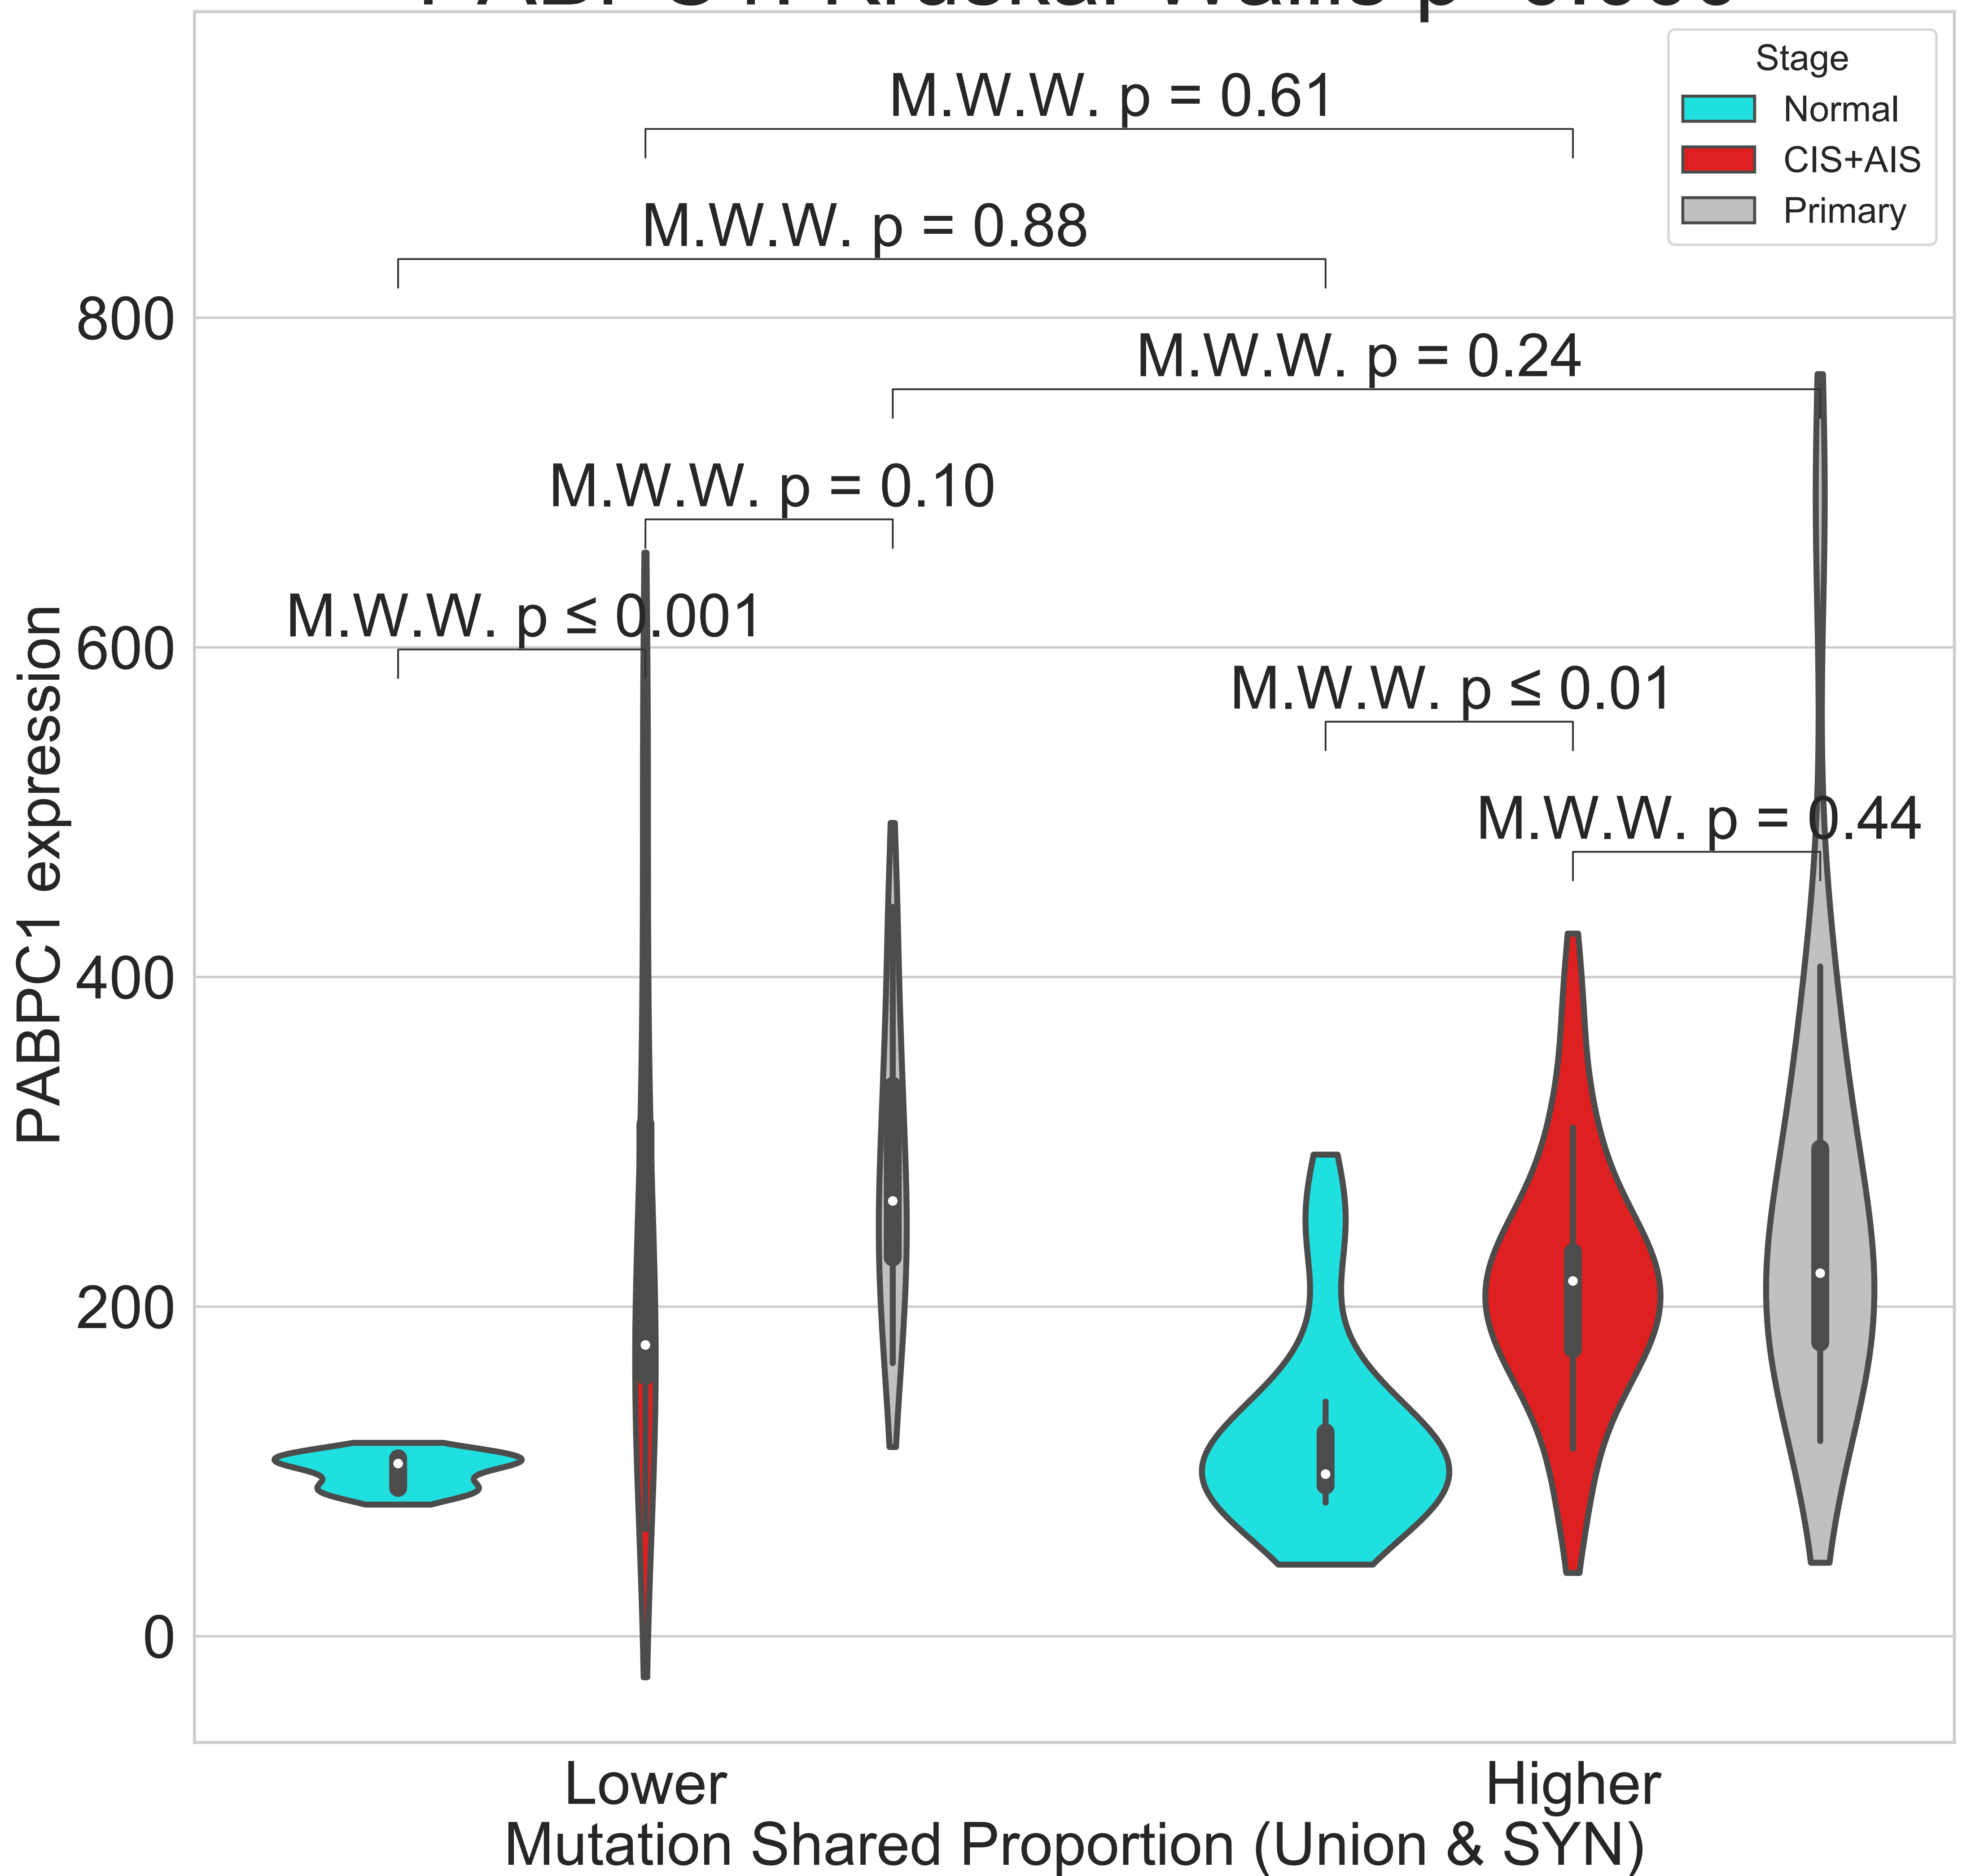 Stage
Normal
CIS+AIS
Primary
M.W.W. p = 0.61
M.W.W. p = 0.88
M.W.W. p = 0.24
M.W.W. p = 0.10
M.W.W. p ≤ 0.001
M.W.W. p ≤ 0.01
M.W.W. p = 0.44
PABPC1 expression
800
600
400
200
0
Lower
Higher
Mutation Shared Proportion (Union & SYN)